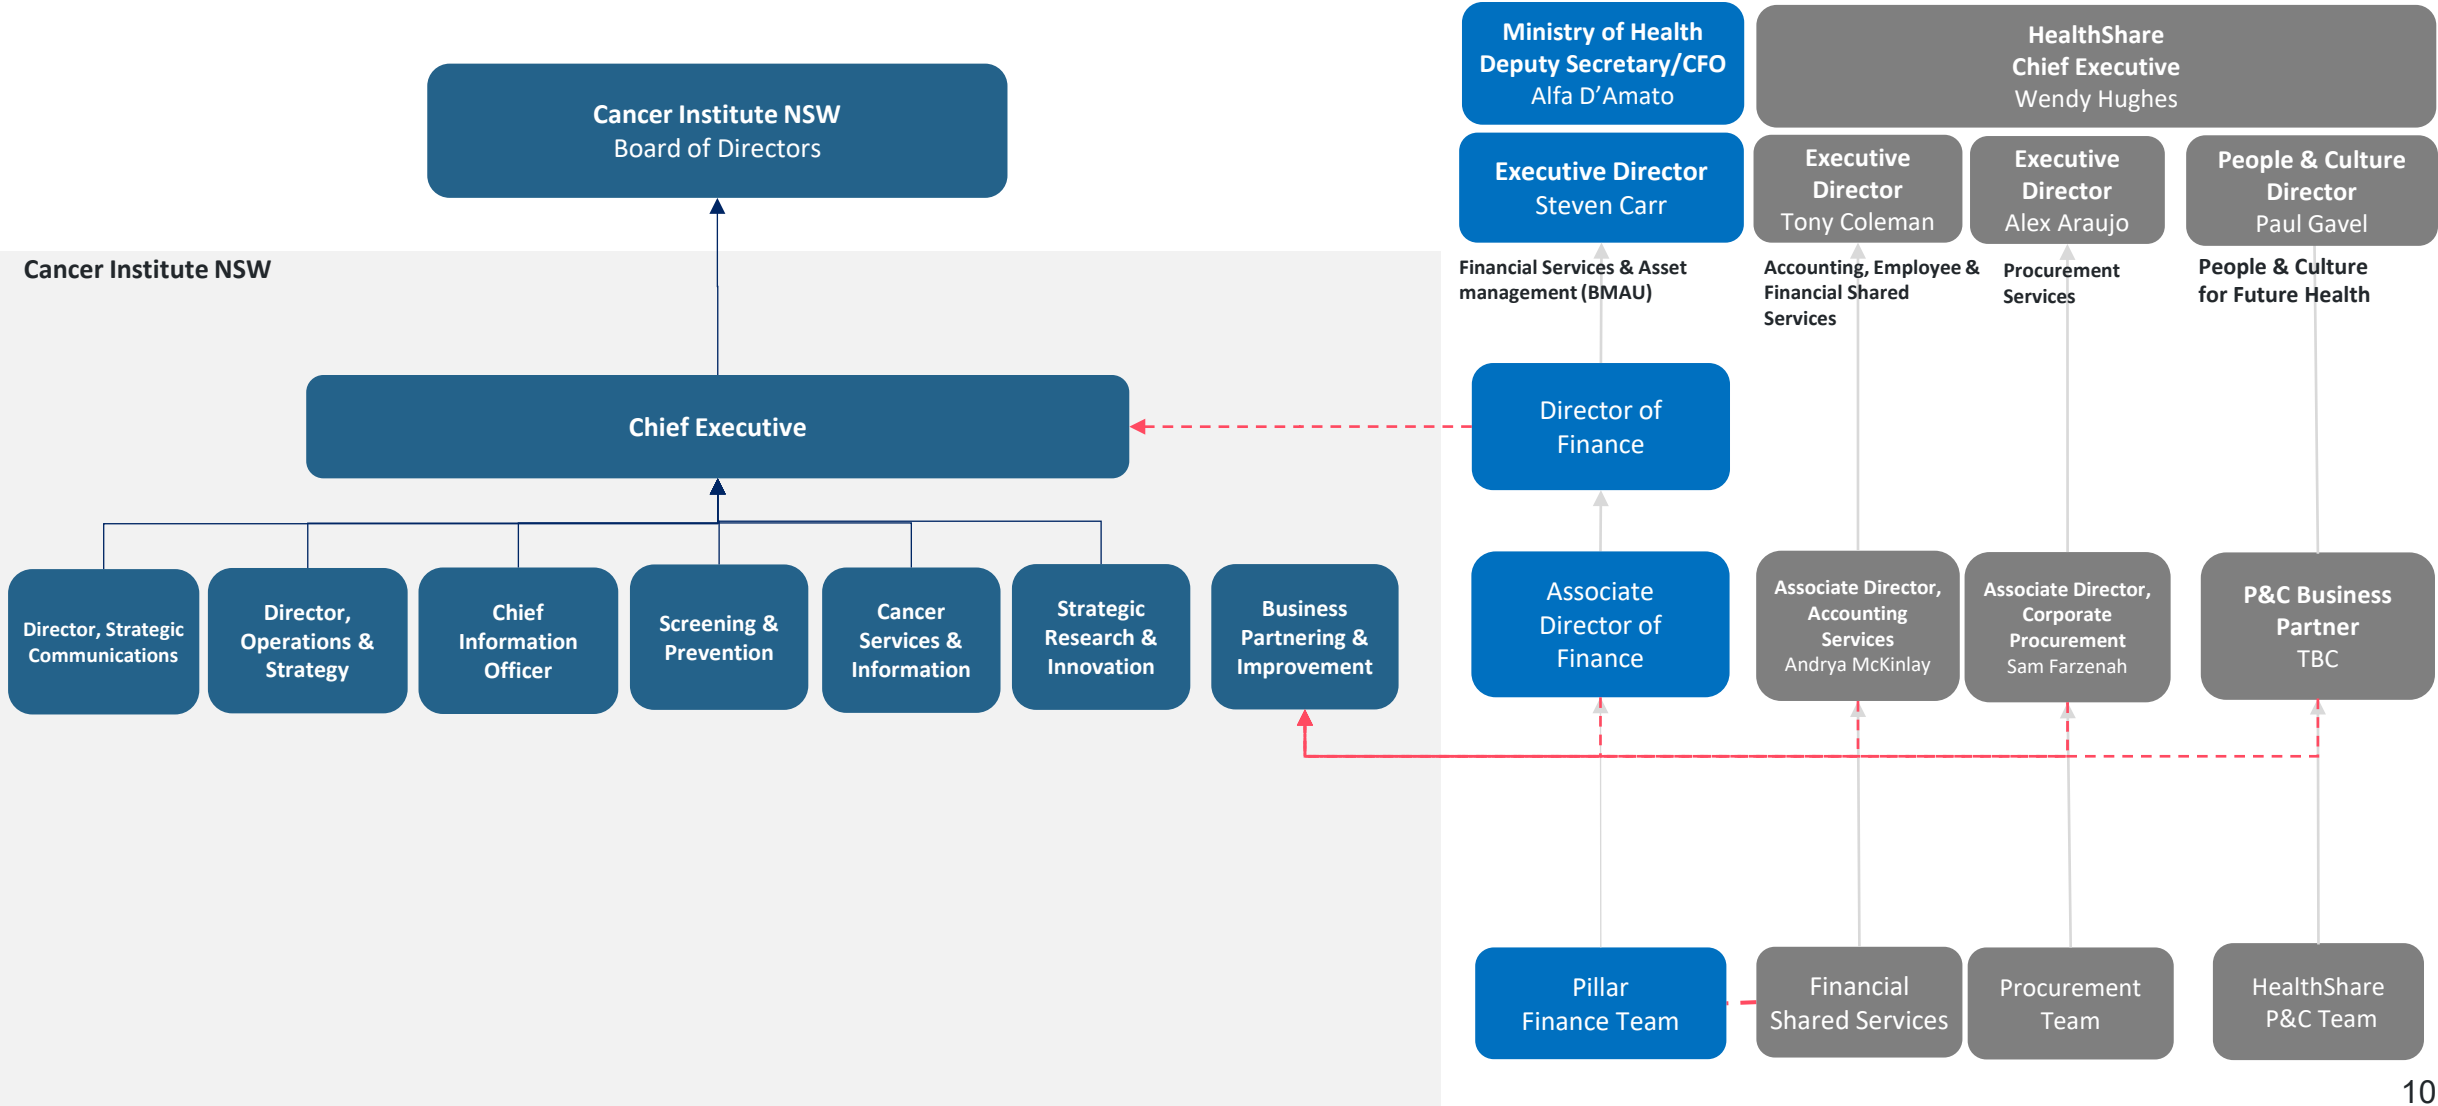 Cancer Institute NSW
Board of Directors
Ministry of Health
Deputy Secretary/CFO
Alfa D’Amato
HealthShare
Chief Executive
Wendy Hughes
Executive Director
Steven Carr
Executive
Director
Tony Coleman
Executive
Director
Alex Araujo
People & Culture
Director
Paul Gavel
Cancer Institute NSW
Financial Services & Asset
management (BMAU)
Accounting, Employee &
Financial Shared
Services
Procurement
Services
People & Culture
for Future Health
Chief Executive
Director of
Finance
Director, Strategic
Communications
Director,
Operations &
Strategy
Chief
Information
Officer
Screening &
Prevention
Cancer
Services &
Information
Strategic
Research &
Innovation
Business
Partnering &
Improvement
Associate
Director of
Finance
Associate Director,
Accounting
Services
Andrya McKinlay
Associate Director,
Corporate
Procurement
Sam Farzenah
P&C Business
Partner
TBC
Pillar
Finance Team
Financial
Shared Services
Procurement
Team
HealthShare
P&C Team
10